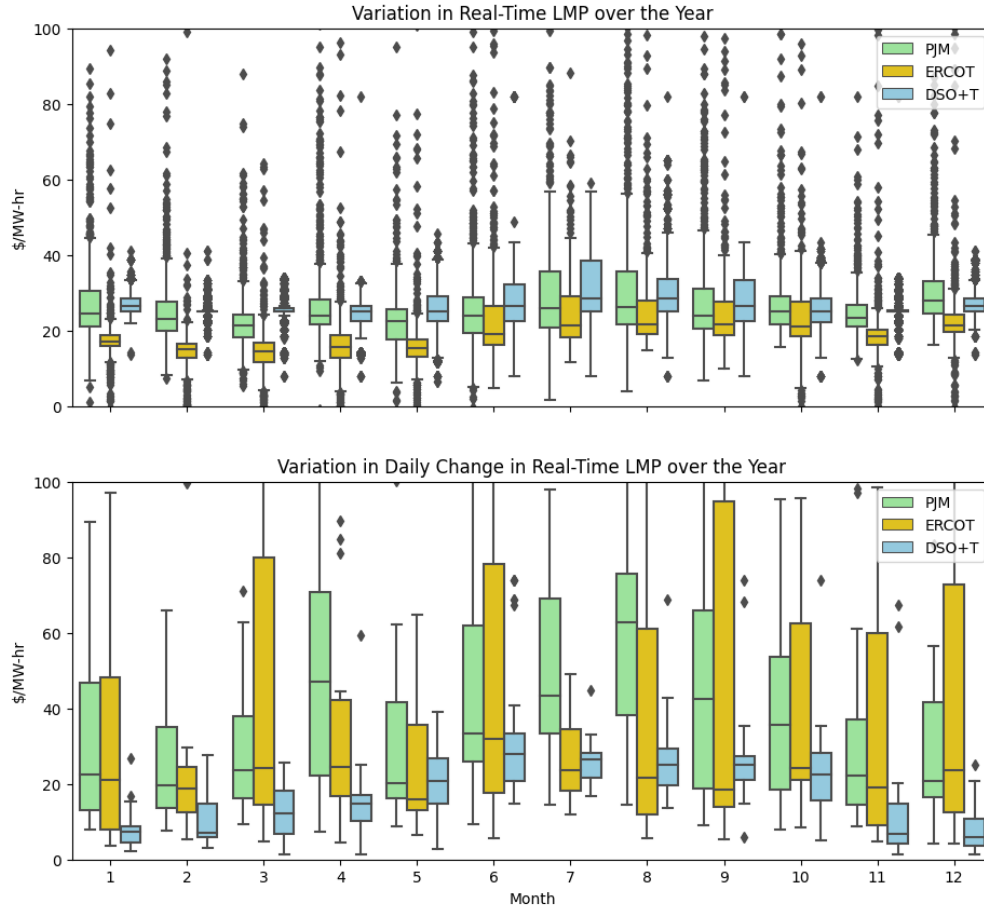 Variation in Real-Time LMP over the Year
$/MW-hr
100
80
60
40
20
0
PJM
ERCOT
DSO+T
Variation in Daily Change in Real-Time LMP over the Year
$/MW-hr
100
80
60
40
20
0
PJM
ERCOT
DSO+T
1 2 3 4 5 6 7 8 9 10 11 12
Month